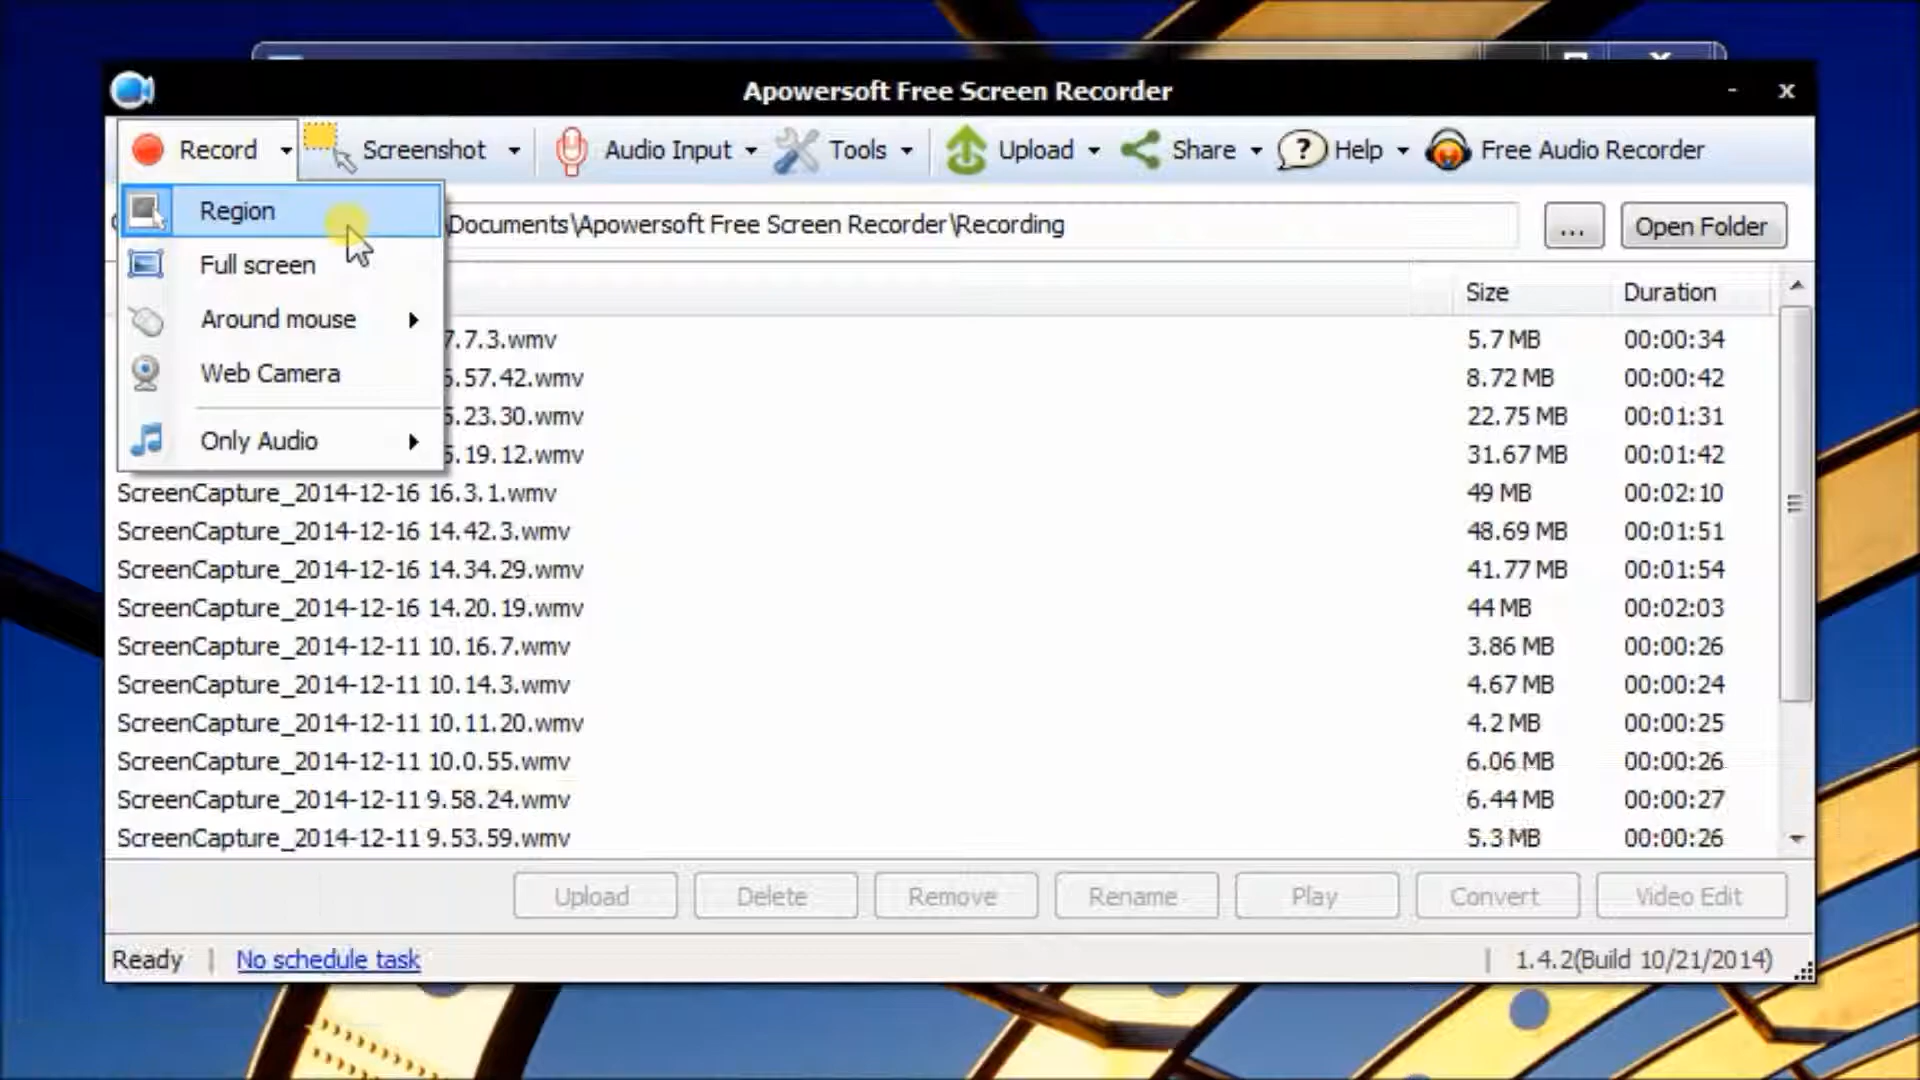 Apowersoft Free Screen Recorder
Record Screenshot Audio Input Tools Upload Share Help Free Audio Recorder
Region
\Documents\Apowersoft Free Screen Recorder\Recording ... Open Folder
Full screen
Size Duration
Around mouse
7.7.3.wmv 5.7 MB 00:00:34
Web Camera
.57.42.wmv 8.72 MB 00:00:42
.23.30.wmv 22.75 MB 00:01:31
Only Audio
.19.12.wmv 31.67 MB 00:01:42
ScreenCapture_2014-12-16 16.3.1.wmv 49 MB 00:02:10
ScreenCapture_2014-12-16 14.42.3.wmv 48.69 MB 00:01:51
ScreenCapture_2014-12-16 14.34.29.wmv 41.77 MB 00:01:54
ScreenCapture_2014-12-16 14.20.19.wmv 44 MB 00:02:03
ScreenCapture_2014-12-11 10.16.7.wmv 3.86 MB 00:00:26
ScreenCapture_2014-12-11 10.14.3.wmv 4.67 MB 00:00:24
ScreenCapture_2014-12-11 10.11.20.wmv 4.2 MB 00:00:25
ScreenCapture_2014-12-11 10.0.55.wmv 6.06 MB 00:00:26
ScreenCapture_2014-12-11 9.58.24.wmv 6.44 MB 00:00:27
ScreenCapture_2014-12-11 9.53.59.wmv 5.3 MB 00:00:26
Upload Delete Remove Rename Play Convert Video Edit
Ready | No schedule task | 1.4.2(Build 10/21/2014)